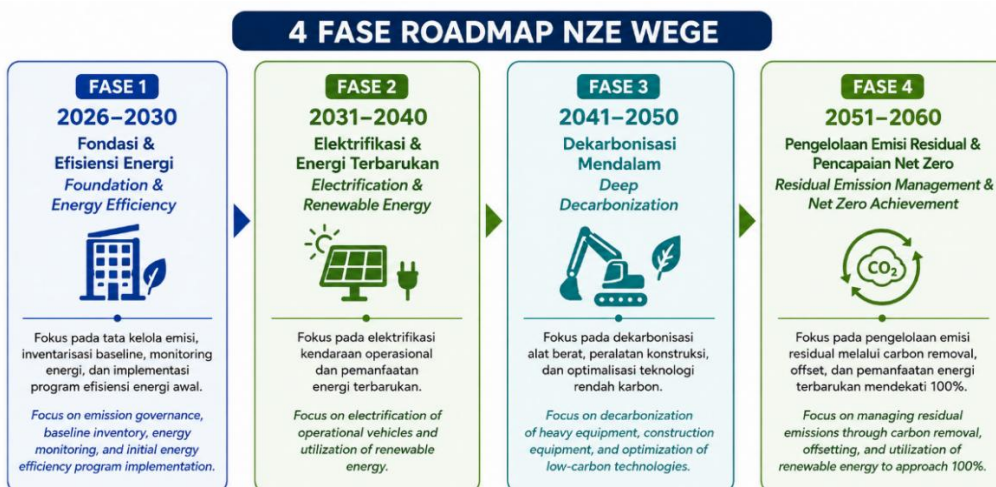 4 FASE ROADMAP NZE WEGE
FASE 1
2026–2030
Fondasi &
Efisiensi Energi
Foundation &
Energy Efficiency
Fokus pada tata kelola emisi,
inventarisasi baseline, monitoring
energi, dan implementasi
program efisiensi energi awal.
Focus on emission governance,
baseline inventory, energy
monitoring, and initial energy
efficiency program implementation.
FASE 2
2031–2040
Elektrifikasi &
Energi Terbarukan
Electrification &
Renewable Energy
Fokus pada elektrifikasi
kendaraan operasional
dan pemanfaatan
energi terbarukan.
Focus on electrification of
operational vehicles and
utilization of renewable
energy.
FASE 3
2041–2050
Dekarbonisasi
Mendalam
Deep
Decarbonization
Fokus pada dekarbonisasi
alat berat, peralatan konstruksi,
dan optimalisasi teknologi
rendah karbon.
Focus on decarbonization
of heavy equipment, construction
equipment, and optimization of
low-carbon technologies.
FASE 4
2051–2060
Pengelolaan Emisi Residual &
Pencapaian Net Zero
Residual Emission Management &
Net Zero Achievement
CO₂
Fokus pada pengelolaan emisi
residual melalui carbon removal,
offset, dan pemanfaatan energi
terbarukan mendekati 100%.
Focus on managing residual
emissions through carbon removal,
offsetting, and utilization of
renewable energy to approach 100%.